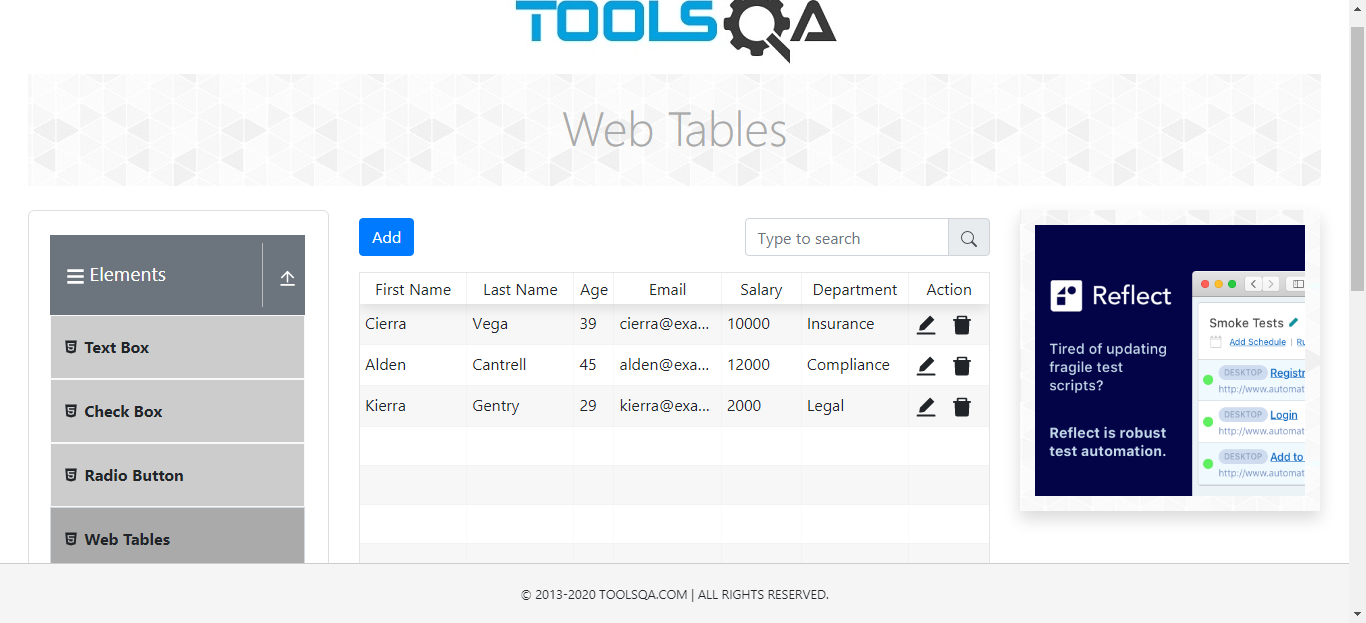 TOOLSQA
Web Tables
Elements
Text Box
Check Box
Radio Button
Web Tables
Add
Type to search
First Name Last Name Age Email Salary Department Action
Cierra Vega 39 cierra@exa... 10000 Insurance
Alden Cantrell 45 alden@exa... 12000 Compliance
Kierra Gentry 29 kierra@exa... 2000 Legal
Reflect
Tired of updating
fragile test
scripts?
Reflect is robust
test automation.
Smoke Tests
Add Schedule | Ru
DESKTOP Registr
http://www.automat
DESKTOP Login
http://www.automat
DESKTOP Add to
http://www.automat
© 2013-2020 TOOLSQA.COM | ALL RIGHTS RESERVED.